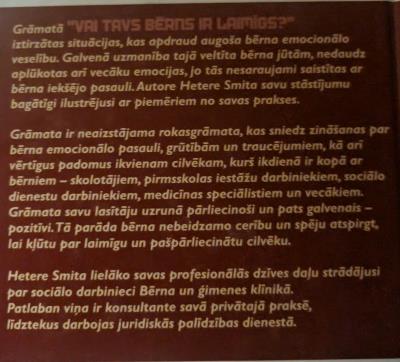 Grāmatā "VAI TAVS BĒRNS IR LAIMĪGS?"
iztirzātas situācijas, kas apdraud augoša bērna emocionālo
veselību. Galvenā uzmanība tajā veltīta bērna jūtām, nedaudz
aplūkotas arī vecāku emocijas, jo tās nesaraujami saistītas ar
bērna iekšējo pasauli. Autore Hetere Smita savu stāstījumu
bagātīgi ilustrējusi ar piemēriem no savas prakses.
Grāmata ir neaizstājama rokasgrāmata, kas sniedz zināšanas par
bērna emocionālo pasauli, grūtībām un traucējumiem, kā arī
vērtīgus padomus ikvienam cilvēkam, kurš ikdienā ir kopā ar
bērniem – skolotājiem, pirmsskolas iestāžu darbiniekiem, sociālo
dienestu darbiniekiem, medicīnas speciālistiem un vecākiem.
Grāmata savu lasītāju uzrunā pārliecinoši un pats galvenais –
pozitīvi. Tā parāda bērna nebeidzamo cerību un spēju atspirgt,
lai kļūtu par laimīgu un pašpārliecinātu cilvēku.
Hetere Smita lielāko savas profesionālās dzīves daļu strādājusi
par sociālo darbinieci Bērna un ģimenes klīnikā.
Patlaban viņa ir konsultante savā privātajā praksē,
līdztekus darbojas juridiskās palīdzības dienestā.